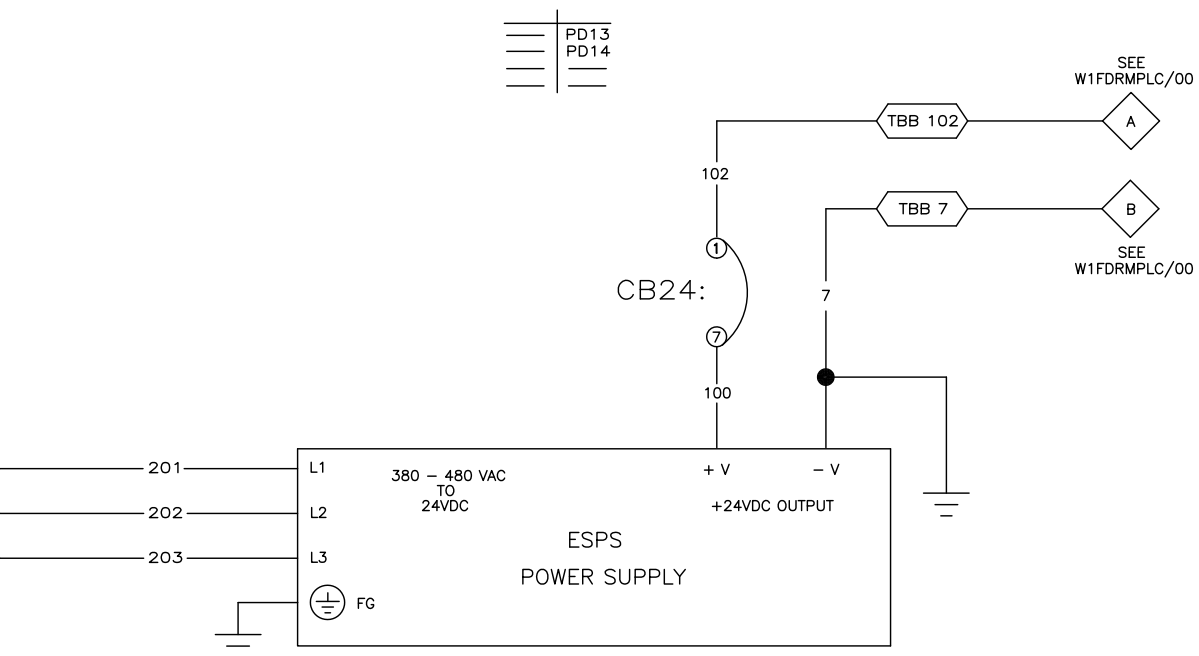 PD13
PD14
SEE
W1FDRMPLC/00
TBB 102
A
102
TBB 7
B
SEE
W1FDRMPLC/00
1
CB24:
7
7
100
201
L1
380 – 480 VAC
TO
24VDC
+ V
– V
+24VDC OUTPUT
202
L2
ESPS
POWER SUPPLY
203
L3
FG